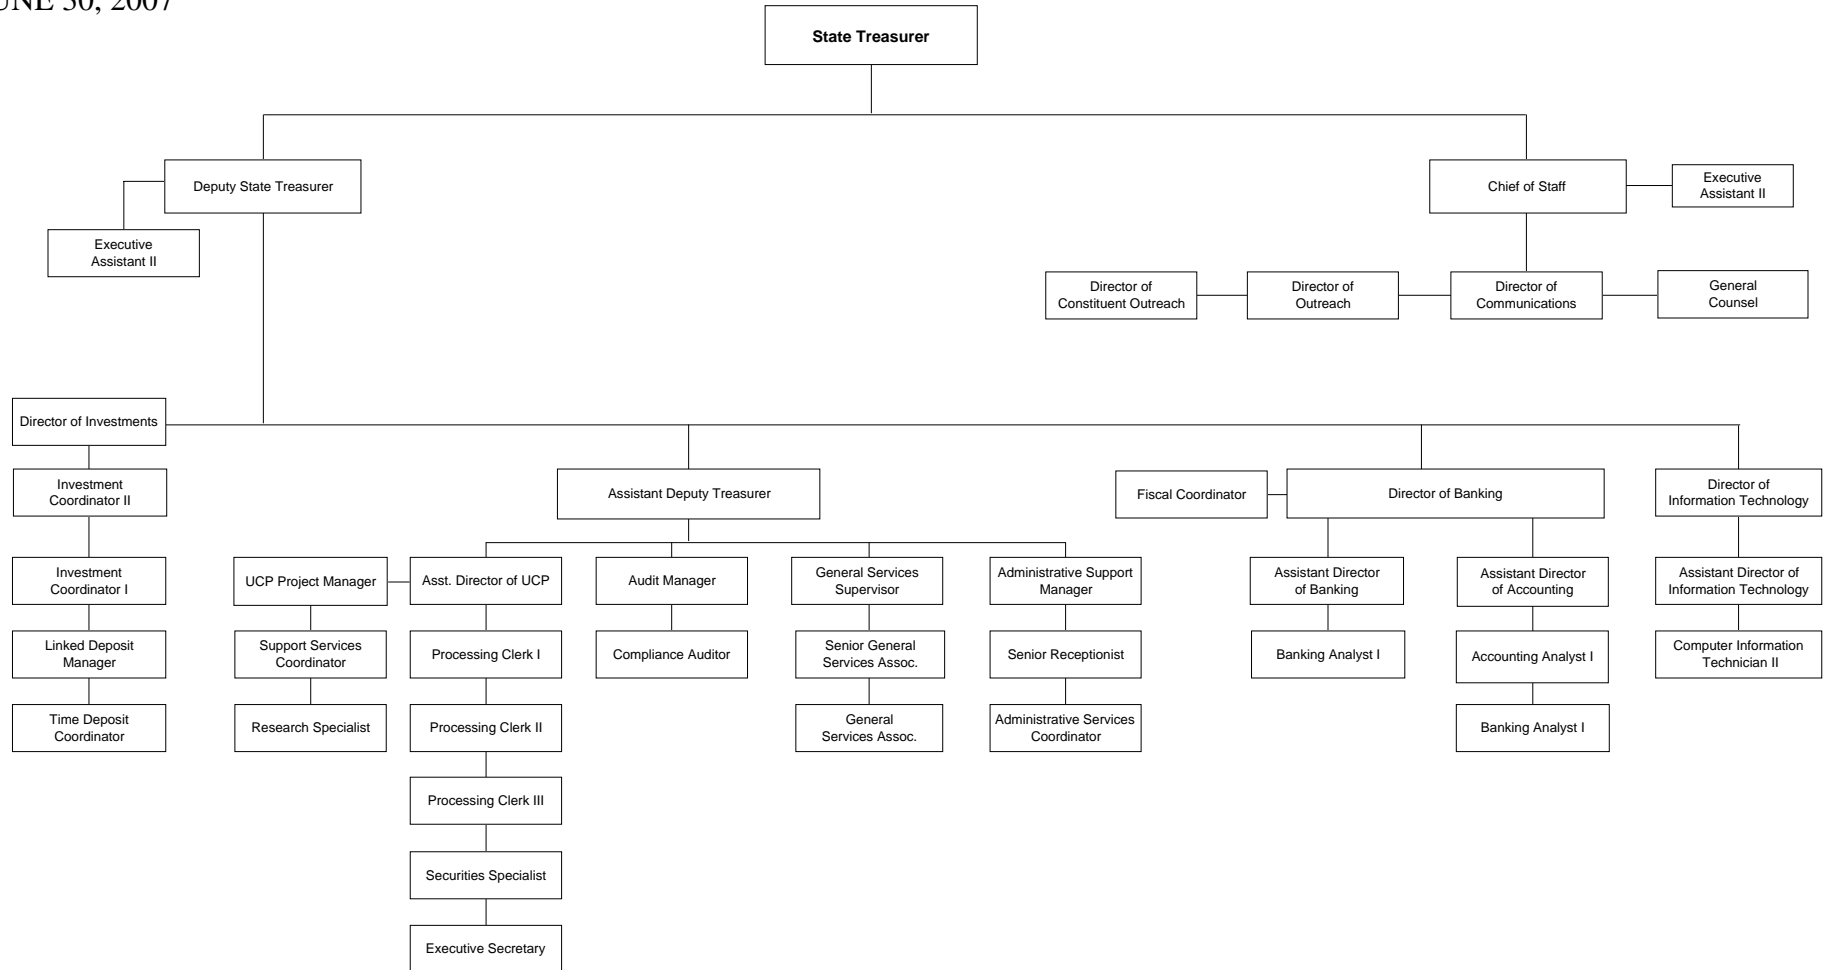 UNE 30, 2007
State Treasurer
Deputy State Treasurer
Chief of Staff
Executive
Assistant II
Executive
Assistant II
Director of
Constituent Outreach
Director of
Outreach
Director of
Communications
General
Counsel
Director of Investments
Investment
Coordinator II
Assistant Deputy Treasurer
Fiscal Coordinator
Director of Banking
Director of
Information Technology
Investment
Coordinator I
UCP Project Manager
Asst. Director of UCP
Audit Manager
General Services
Supervisor
Administrative Support
Manager
Assistant Director
of Banking
Assistant Director
of Accounting
Assistant Director of
Information Technology
Linked Deposit
Manager
Support Services
Coordinator
Processing Clerk I
Compliance Auditor
Senior General
Services Assoc.
Senior Receptionist
Banking Analyst I
Accounting Analyst I
Computer Information
Technician II
Time Deposit
Coordinator
Research Specialist
Processing Clerk II
General
Services Assoc.
Administrative Services
Coordinator
Banking Analyst I
Processing Clerk III
Securities Specialist
Executive Secretary